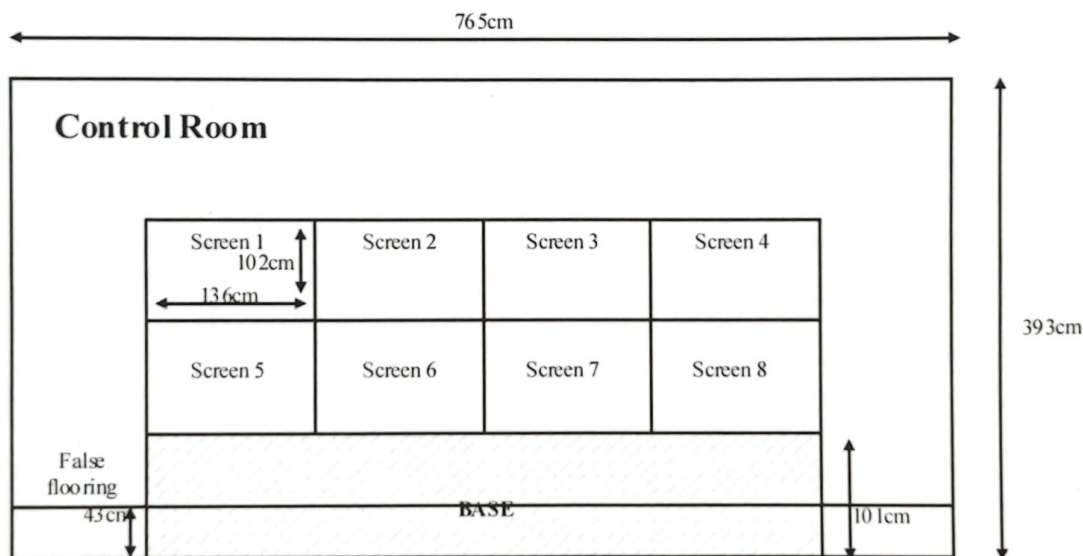 765cm
Control Room
Screen 1
Screen 2
Screen 3
Screen 4
102cm
136cm
393cm
Screen 5
Screen 6
Screen 7
Screen 8
False
flooring
43cm
BASE
101cm